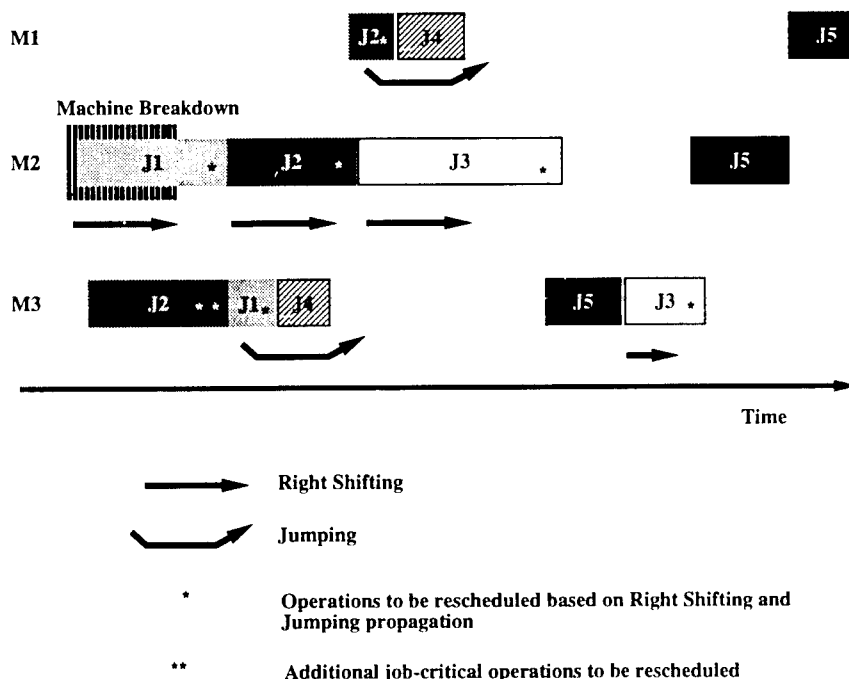 M1
J2*
J4
J5
Machine Breakdown
M2
J1 *
J2 *
J3 *
J5
M3
J2 **
J1*
J4
J5
J3 *
Time
Right Shifting
Jumping
* Operations to be rescheduled based on Right Shifting and
Jumping propagation
** Additional job-critical operations to be rescheduled